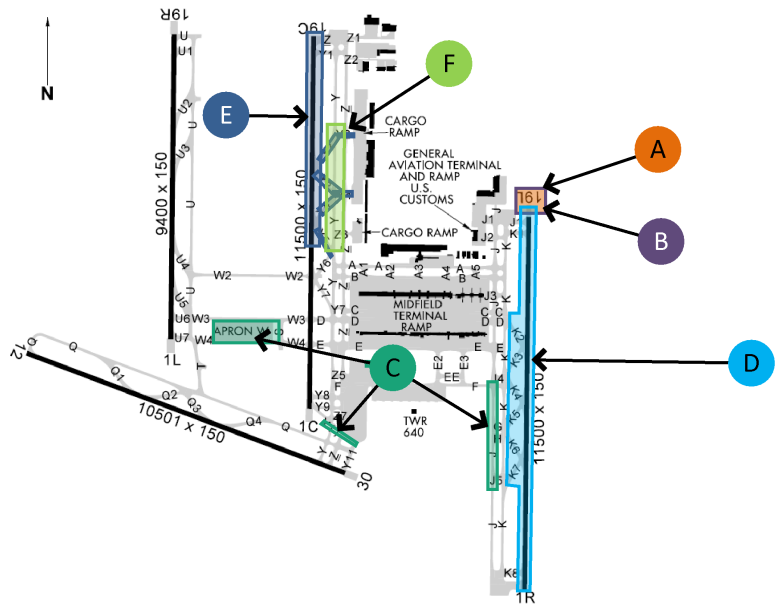 19R
19C
U
U1
Z
Z1
Y1
Z2
F
E
N
U2
U
U3
Y
Z
CARGO
RAMP
GENERAL
AVIATION TERMINAL
AND RAMP
U.S.
CUSTOMS
A
9400 x 150
11500 x 150
U
Y
19L
B
J
J1
J
J2
K
K
Z3
CARGO RAMP
Z
U4
Y6
A
B
A1
A
A2
A3
A4
A
B
A5
W2
W2
U
U5
Y7
Z
J3
K
MIDFIELD
TERMINAL
RAMP
U6
W3
W3
D
Y7
C
D
C
D
K2
APRON W
U7
W4
W4
E
Z
E
E
E
K3
K
12
Q
Q
1L
T
C
E2
E3
EE
D
Z5
F
F
J4
K4
Q1
Q2
Q3
Y8
Y9
Z7
K
K5
11500 x 150
10501 x 150
Q4
Q
1C
TWR
640
G
H
K6
J
Y
Z
Y11
30
K7
J5
J
K
K8
1R